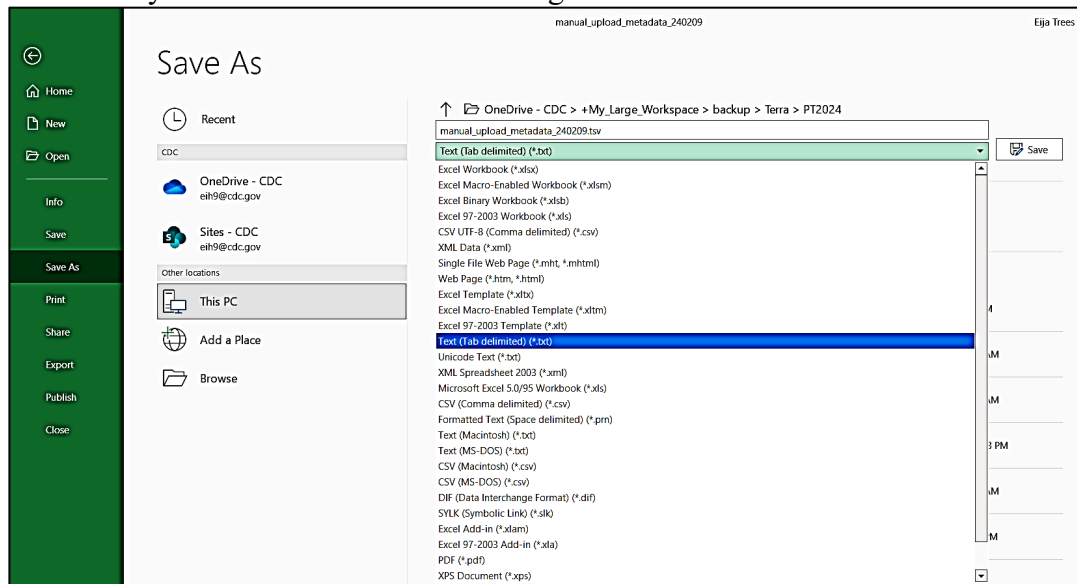 manual_upload_metadata_240209
Eija Trees
Home
New
Open
Info
Save
Save As
Print
Share
Export
Publish
Close
Save As
Recent
CDC
OneDrive - CDC
eih9@cdc.gov
Sites - CDC
eih9@cdc.gov
Other locations
This PC
Add a Place
Browse
OneDrive - CDC > +My_Large_Workspace > backup > Terra > PT2024
manual_upload_metadata_240209.tsv
Text (Tab delimited) (*.txt)
Save
Excel Workbook (*.xlsx)
Excel Macro-Enabled Workbook (*.xlsm)
Excel Binary Workbook (*.xlsb)
Excel 97-2003 Workbook (*.xls)
CSV UTF-8 (Comma delimited) (*.csv)
XML Data (*.xml)
Single File Web Page (*.mht, *.mhtml)
Web Page (*.htm, *.html)
Excel Template (*.xltx)
Excel Macro-Enabled Template (*.xltm)
Excel 97-2003 Template (*.xlt)
Text (Tab delimited) (*.txt)
Unicode Text (*.txt)
XML Spreadsheet 2003 (*.xml)
Microsoft Excel 5.0/95 Workbook (*.xls)
CSV (Comma delimited) (*.csv)
Formatted Text (Space delimited) (*.prn)
Text (Macintosh) (*.txt)
Text (MS-DOS) (*.txt)
CSV (Macintosh) (*.csv)
CSV (MS-DOS) (*.csv)
DIF (Data Interchange Format) (*.dif)
SYLK (Symbolic Link) (*.slk)
Excel Add-in (*.xlam)
Excel 97-2003 Add-in (*.xla)
PDF (*.pdf)
XPS Document (*.xps)